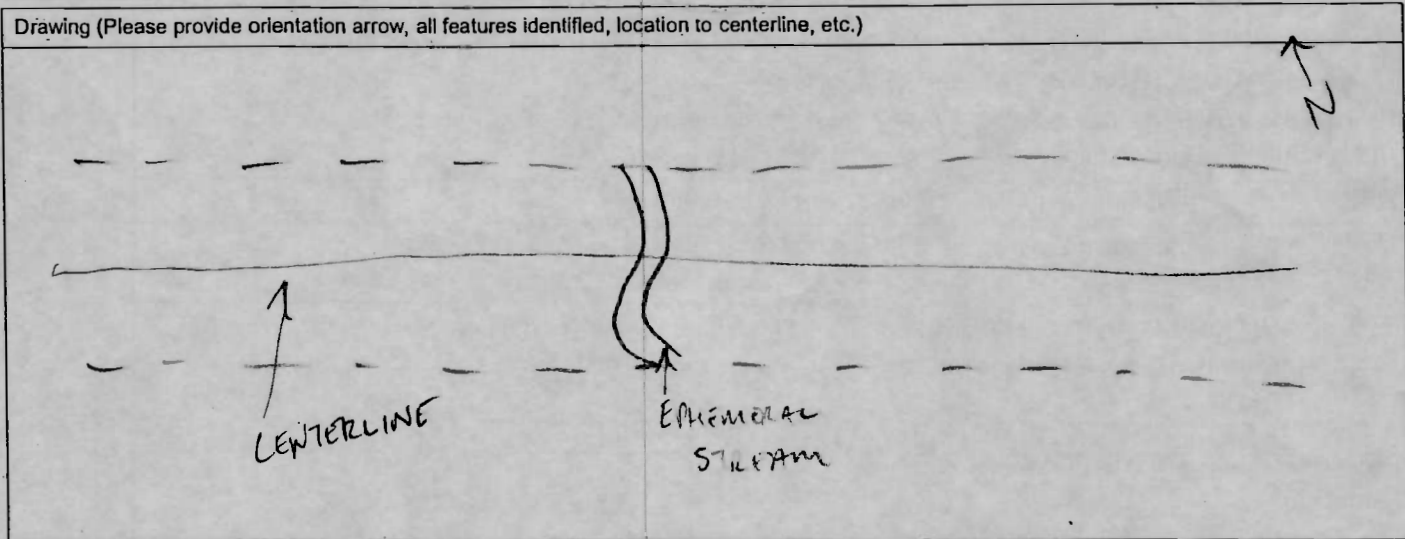 Drawing (Please provide orientation arrow, all features identified, location to centerline, etc.)
N
CENTERLINE
EPHEMERAL
STREAM